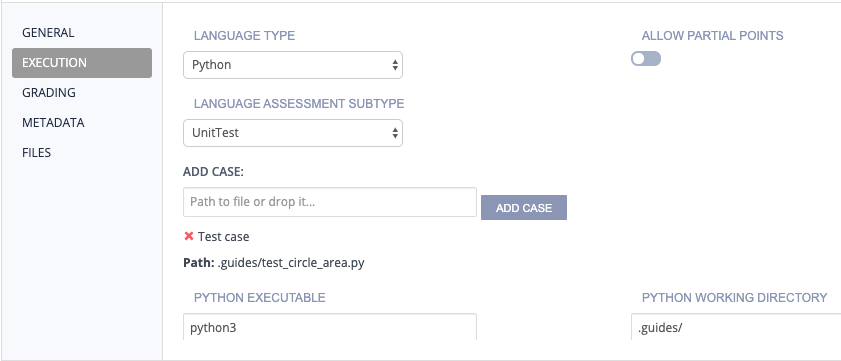 GENERAL
EXECUTION
GRADING
METADATA
FILES
LANGUAGE TYPE
Python
ALLOW PARTIAL POINTS
LANGUAGE ASSESSMENT SUBTYPE
UnitTest
ADD CASE:
Path to file or drop it...
ADD CASE
Test case
Path: .guides/test_circle_area.py
PYTHON EXECUTABLE
python3
PYTHON WORKING DIRECTORY
.guides/